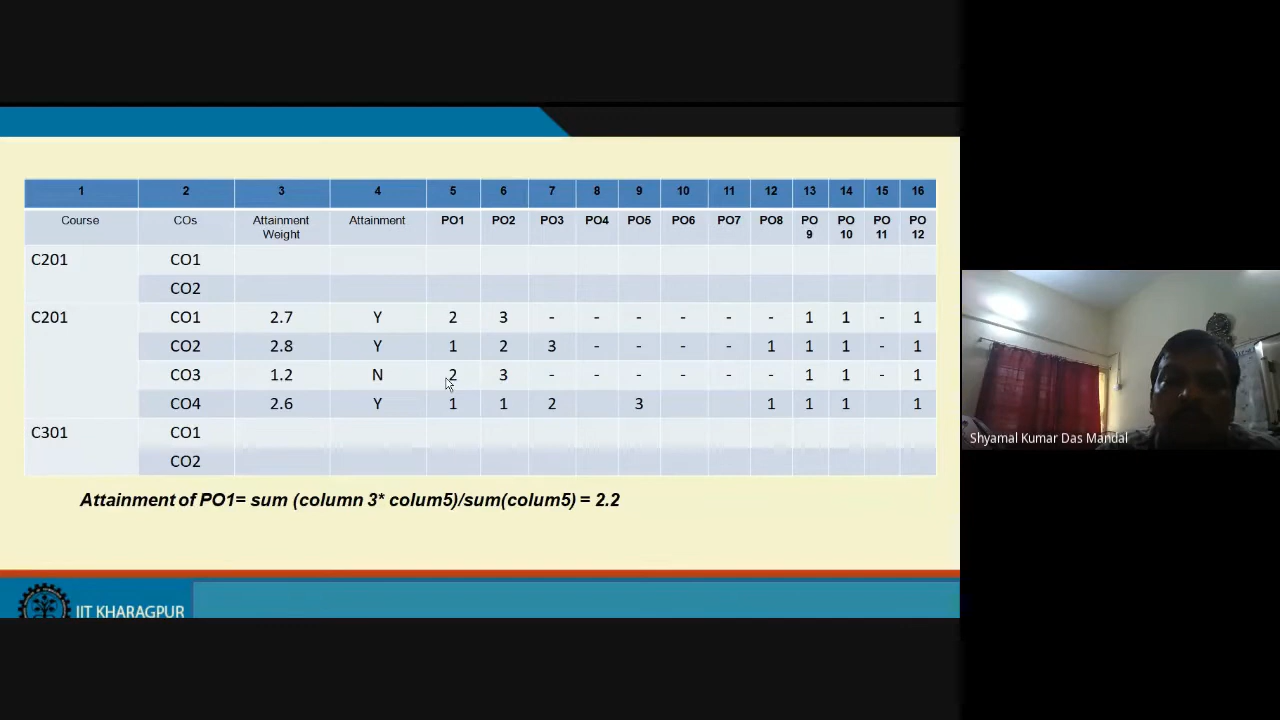 1 2 3 4 5 6 7 8 9 10 11 12 13 14 15 16
Course COs Attainment Weight Attainment PO1 PO2 PO3 PO4 PO5 PO6 PO7 PO8 PO 9 PO 10 PO 11 PO 12
C201 CO1
CO2
C201 CO1 2.7 Y 2 3 - - - - - - 1 1 - 1
CO2 2.8 Y 1 2 3 - - - - 1 1 1 - 1
CO3 1.2 N 2 3 - - - - - - 1 1 - 1
CO4 2.6 Y 1 1 2 3 1 1 1 1
C301 CO1
CO2
Attainment of PO1= sum (column 3* colum5)/sum(colum5) = 2.2
IIT KHARAGPUR
Shyamal Kumar Das Mandal